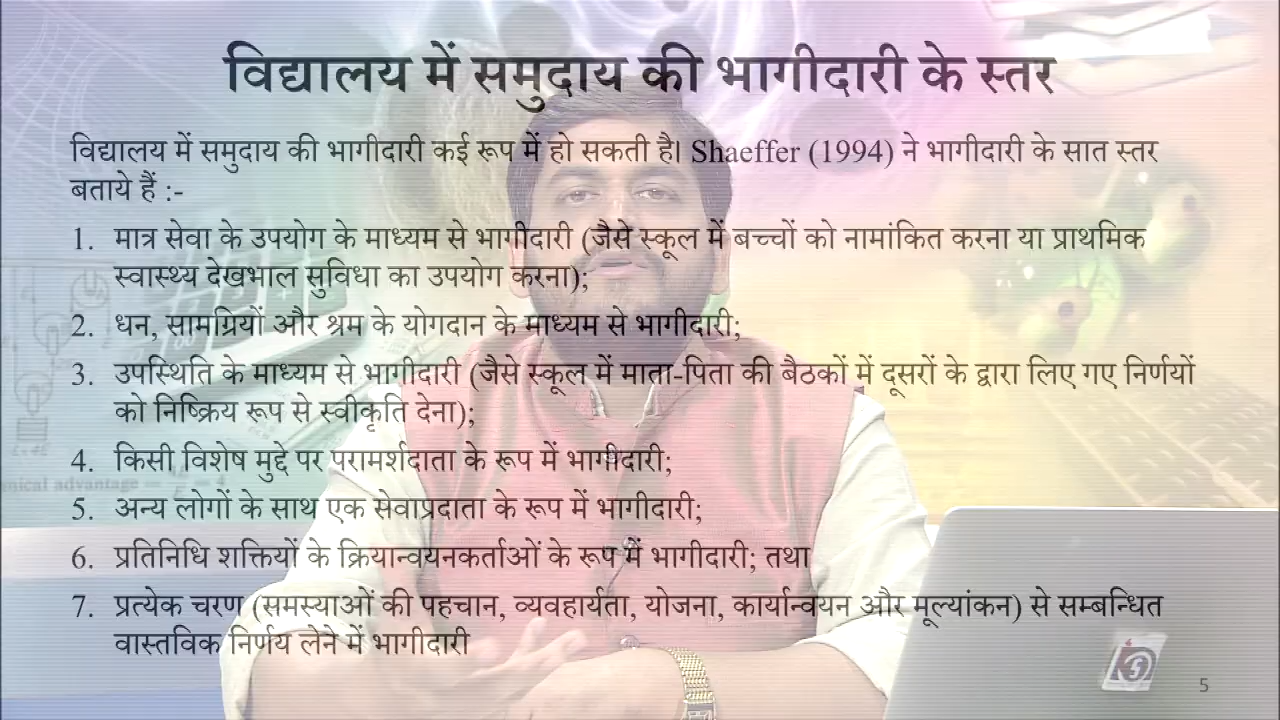 विद्यालय में समुदाय की भागीदारी के स्तर
विद्यालय में समुदाय की भागीदारी कई रूप में हो सकती है। Shaeffer (1994) ने भागीदारी के सात स्तर
बताये हैं :-
1. मात्र सेवा के उपयोग के माध्यम से भागीदारी (जैसे स्कूल में बच्चों को नामांकित करना या प्राथमिक
स्वास्थ्य देखभाल सुविधा का उपयोग करना);
2. धन, सामग्रियों और श्रम के योगदान के माध्यम से भागीदारी;
3. उपस्थिति के माध्यम से भागीदारी (जैसे स्कूल में माता-पिता की बैठकों में दूसरों के द्वारा लिए गए निर्णयों
को निष्क्रिय रूप से स्वीकृति देना);
4. किसी विशेष मुद्दे पर परामर्शदाता के रूप में भागीदारी;
nical advantage
5. अन्य लोगों के साथ एक सेवाप्रदाता के रूप में भागीदारी;
6. प्रतिनिधि शक्तियों के क्रियान्वयनकर्ताओं के रूप में भागीदारी; तथा
7. प्रत्येक चरण (समस्याओं की पहचान, व्यवहार्यता, योजना, कार्यान्वयन और मूल्यांकन) से सम्बन्धित
वास्तविक निर्णय लेने में भागीदारी
5